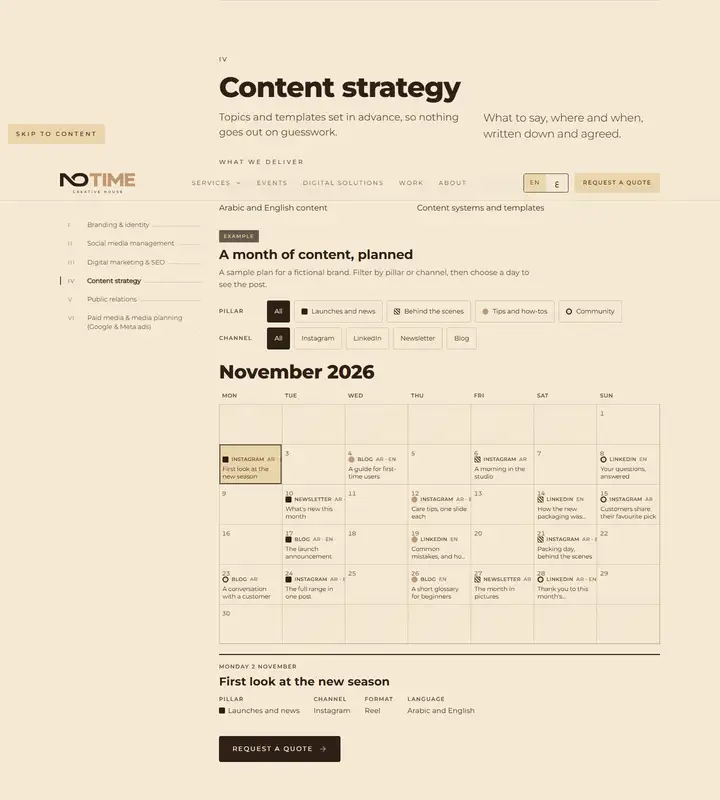 IV
Content strategy
Topics and templates set in advance, so nothing goes out on guesswork.
What to say, where and when, written down and agreed.
SKIP TO CONTENT
WHAT WE DELIVER
NOTIME
CREATIVE HOUSE
SERVICES
EVENTS
DIGITAL SOLUTIONS
WORK
ABOUT
EN
ع
REQUEST A QUOTE
Arabic and English content
Content systems and templates
I Branding & identity
II Social media management
III Digital marketing & SEO
IV Content strategy
V Public relations
VI Paid media & media planning (Google & Meta ads)
EXAMPLE
A month of content, planned
A sample plan for a fictional brand. Filter by pillar or channel, then choose a day to see the post.
PILLAR All Launches and news Behind the scenes Tips and how-tos Community
CHANNEL All Instagram LinkedIn Newsletter Blog
November 2026
MON TUE WED THU FRI SAT SUN
1
INSTAGRAM AR
First look at the new season
3
4
BLOG AR · EN
A guide for first-time users
5
6
INSTAGRAM AR
A morning in the studio
7
8
LINKEDIN EN
Your questions, answered
9
10
NEWSLETTER AR
What's new this month
11
12
INSTAGRAM AR · E
Care tips, one slide each
13
14
LINKEDIN EN
How the new packaging was...
15
INSTAGRAM AR
Customers share their favourite pick
16
17
BLOG AR · EN
The launch announcement
18
19
LINKEDIN EN
Common mistakes, and ho...
20
21
INSTAGRAM AR · E
Packing day, behind the scenes
22
23
BLOG AR
A conversation with a customer
24
INSTAGRAM AR · E
The full range in one post
25
26
BLOG EN
A short glossary for beginners
27
NEWSLETTER AR
The month in pictures
28
LINKEDIN AR · EN
Thank you to this month's...
29
30
MONDAY 2 NOVEMBER
First look at the new season
PILLAR CHANNEL FORMAT LANGUAGE
Launches and news Instagram Reel Arabic and English
REQUEST A QUOTE →